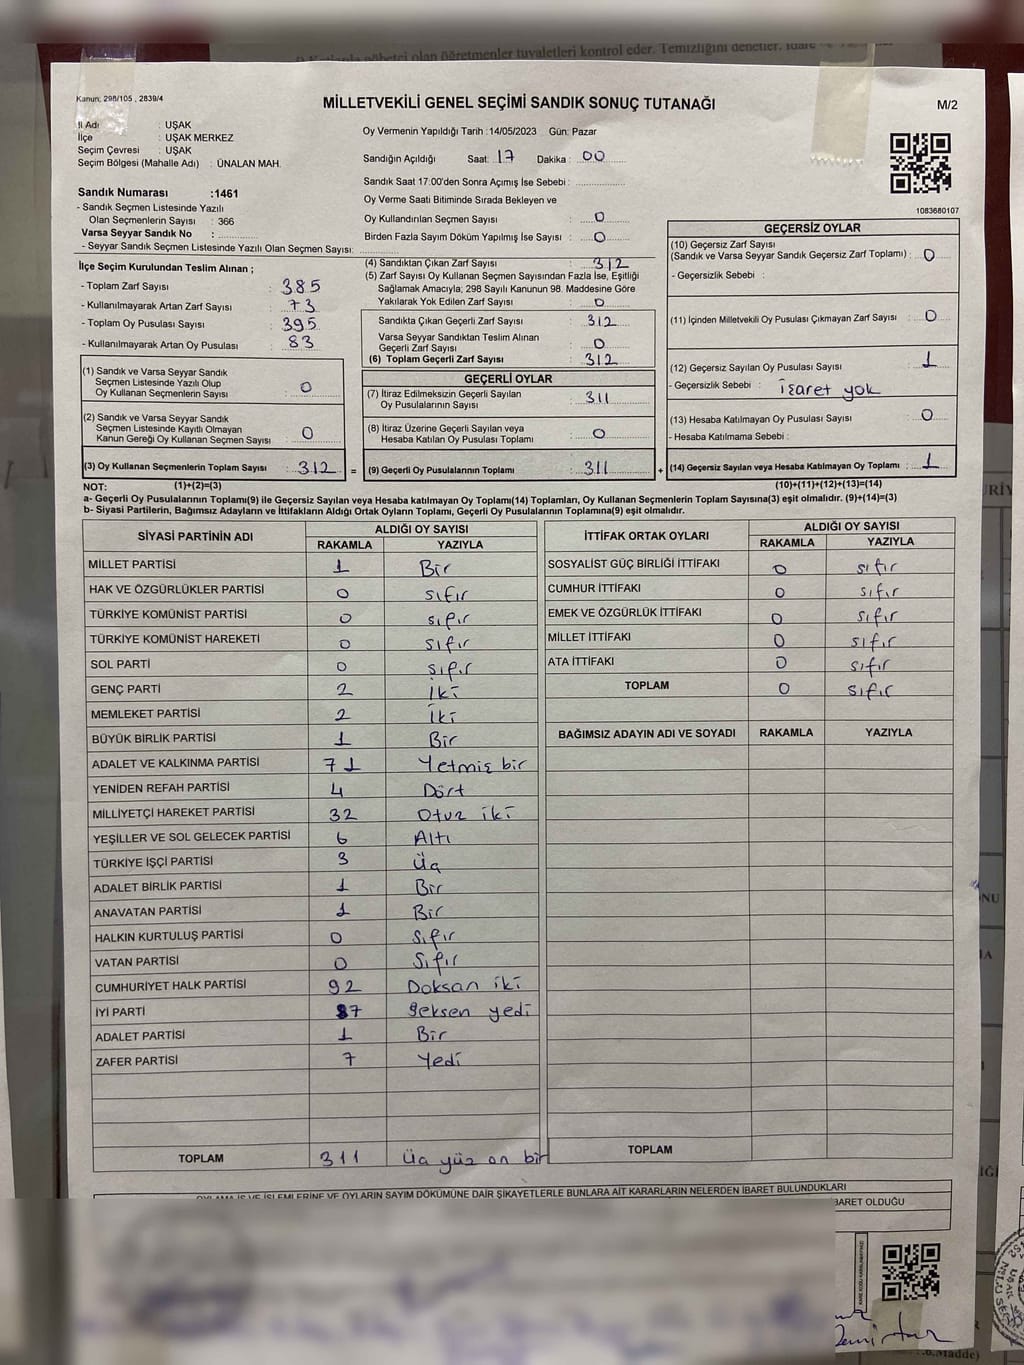 Kanun: 298/105 , 2839/4
MİLLETVEKİLİ GENEL SEÇİMİ SANDIK SONUÇ TUTANAĞI
M/2
İl Adı : UŞAK
İlçe : UŞAK MERKEZ
Seçim Çevresi : UŞAK
Seçim Bölgesi (Mahalle Adı) : ÜNALAN MAH.
Oy Vermenin Yapıldığı Tarih :14/05/2023 Gün: Pazar
Sandığın Açıldığı Saat: 17 Dakika : 00
Sandık Saat 17:00'den Sonra Açımış İse Sebebi :
Oy Verme Saati Bitiminde Sırada Bekleyen ve
Oy Kullandırılan Seçmen Sayısı : 0
Birden Fazla Sayım Döküm Yapılmış İse Sayısı : 0
Sandık Numarası :1461
- Sandık Seçmen Listesinde Yazılı
Olan Seçmenlerin Sayısı : 366
Varsa Seyyar Sandık No :
- Seyyar Sandık Seçmen Listesinde Yazılı Olan Seçmen Sayısı:
1083680107
İlçe Seçim Kurulundan Teslim Alınan ;
- Toplam Zarf Sayısı : 385
- Kullanılmayarak Artan Zarf Sayısı : 73
- Toplam Oy Pusulası Sayısı : 395
- Kullanılmayarak Artan Oy Pusulası : 83
(4) Sandıktan Çıkan Zarf Sayısı : 312
(5) Zarf Sayısı Oy Kullanan Seçmen Sayısından Fazla İse, Eşitliği
Sağlamak Amacıyla; 298 Sayılı Kanunun 98. Maddesine Göre
Yakılarak Yok Edilen Zarf Sayısı : 0
Sandıkta Çıkan Geçerli Zarf Sayısı : 312
Varsa Seyyar Sandıktan Teslim Alınan
Geçerli Zarf Sayısı : 0
(6) Toplam Geçerli Zarf Sayısı : 312
GEÇERSİZ OYLAR
(10) Geçersiz Zarf Sayısı
(Sandık ve Varsa Seyyar Sandık Geçersiz Zarf Toplamı) : 0
- Geçersizlik Sebebi :
(11) İçinden Milletvekili Oy Pusulası Çıkmayan Zarf Sayısı : 0
(12) Geçersiz Sayılan Oy Pusulası Sayısı : 1
- Geçersizlik Sebebi : işaret yok
(13) Hesaba Katılmayan Oy Pusulası Sayısı : 0
- Hesaba Katılmama Sebebi :
(1) Sandık ve Varsa Seyyar Sandık
Seçmen Listesinde Yazılı Olup
Oy Kullanan Seçmenlerin Sayısı : 0
(2) Sandık ve Varsa Seyyar Sandık
Seçmen Listesinde Kayıtlı Olmayan
Kanun Gereği Oy Kullanan Seçmen Sayısı : 0
GEÇERLİ OYLAR
(7) İtiraz Edilmeksizin Geçerli Sayılan
Oy Pusulalarının Sayısı : 311
(8) İtiraz Üzerine Geçerli Sayılan veya
Hesaba Katılan Oy Pusulası Toplamı : 0
(3) Oy Kullanan Seçmenlerin Toplam Sayısı : 312 = (9) Geçerli Oy Pusulalarının Toplamı : 311 + (14) Geçersiz Sayılan veya Hesaba Katılmayan Oy Toplamı : 1
NOT: (1)+(2)=(3) (10)+(11)+(12)+(13)=(14)
a- Geçerli Oy Pusulalarının Toplamı(9) ile Geçersiz Sayılan veya Hesaba katılmayan Oy Toplamı(14) Toplamları, Oy Kullanan Seçmenlerin Toplam Sayısına(3) eşit olmalıdır. (9)+(14)=(3)
b- Siyasi Partilerin, Bağımsız Adayların ve İttifakların Aldığı Ortak Oyların Toplamı, Geçerli Oy Pusulalarının Toplamına(9) eşit olmalıdır.
SİYASİ PARTİNİN ADI ALDIĞI OY SAYISI
RAKAMLA YAZIYLA
MİLLET PARTİSİ 1 Bir
HAK VE ÖZGÜRLÜKLER PARTİSİ 0 sıfır
TÜRKİYE KOMÜNİST PARTİSİ 0 sıfır
TÜRKİYE KOMÜNİST HAREKETİ 0 sıfır
SOL PARTİ 0 sıfır
GENÇ PARTİ 2 İki
MEMLEKET PARTİSİ 2 iki
BÜYÜK BİRLİK PARTİSİ 1 Bir
ADALET VE KALKINMA PARTİSİ 71 Yetmiş bir
YENİDEN REFAH PARTİSİ 4 Dört
MİLLİYETÇİ HAREKET PARTİSİ 32 Otuz iki
YEŞİLLER VE SOL GELECEK PARTİSİ 6 Altı
TÜRKİYE İŞÇİ PARTİSİ 3 Üç
ADALET BİRLİK PARTİSİ 1 Bir
ANAVATAN PARTİSİ 1 Bir
HALKIN KURTULUŞ PARTİSİ 0 Sıfır
VATAN PARTİSİ 0 Sıfır
CUMHURİYET HALK PARTİSİ 92 Doksan iki
İYİ PARTİ 87 Seksen yedi
ADALET PARTİSİ 1 Bir
ZAFER PARTİSİ 7 Yedi
TOPLAM 311 Üç yüz on bir
İTTİFAK ORTAK OYLARI ALDIĞI OY SAYISI
RAKAMLA YAZIYLA
SOSYALİST GÜÇ BİRLİĞİ İTTİFAKI 0 sıfır
CUMHUR İTTİFAKI 0 sıfır
EMEK VE ÖZGÜRLÜK İTTİFAKI 0 sıfır
MİLLET İTTİFAKI 0 sıfır
ATA İTTİFAKI 0 sıfır
TOPLAM 0 sıfır
BAĞIMSIZ ADAYIN ADI VE SOYADI RAKAMLA YAZIYLA
TOPLAM
OYLAMA İŞ VE İŞLEMLERİNE VE OYLARIN SAYIM DÖKÜMÜNE DAİR ŞİKAYETLERLE BUNLARA AİT KARARLARIN NELERDEN İBARET BULUNDUKLARI
İBARET OLDUĞU